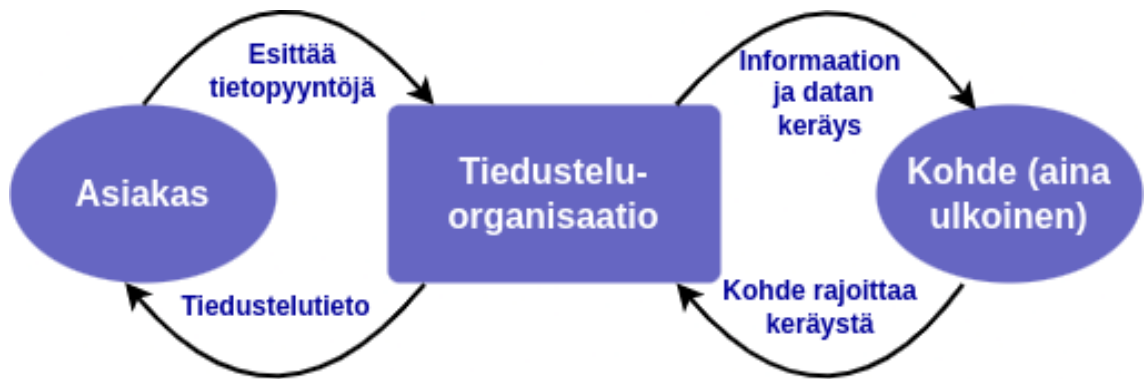 Esittää
tietopyyntöjä
Informaation
ja datan
keräys
Asiakas
Tiedustelu-
organisaatio
Kohde (aina
ulkoinen)
Tiedustelutieto
Kohde rajoittaa
keräystä